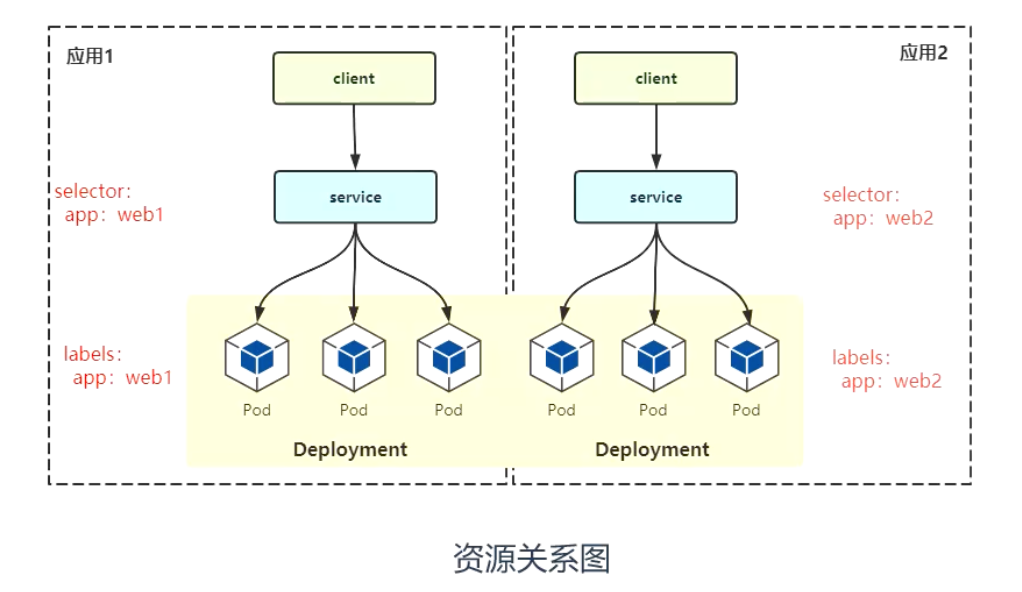 应用1
应用2
client
client
selector:
app: web1
service
service
selector:
app: web2
labels:
app: web1
labels:
app: web2
Pod
Pod
Pod
Pod
Pod
Pod
Deployment
Deployment
资源关系图